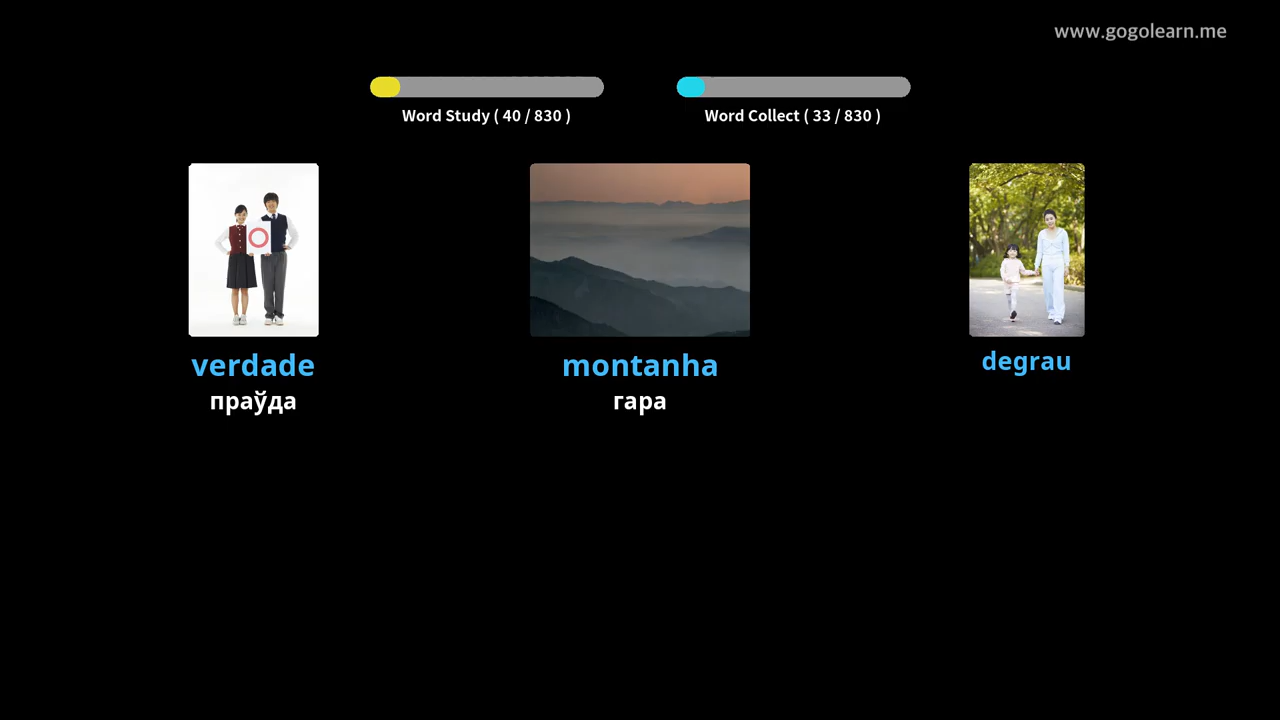 www.gogolearn.me
Word Study ( 40 / 830 )
Word Collect ( 33 / 830 )
verdade
праўда
montanha
гара
degrau